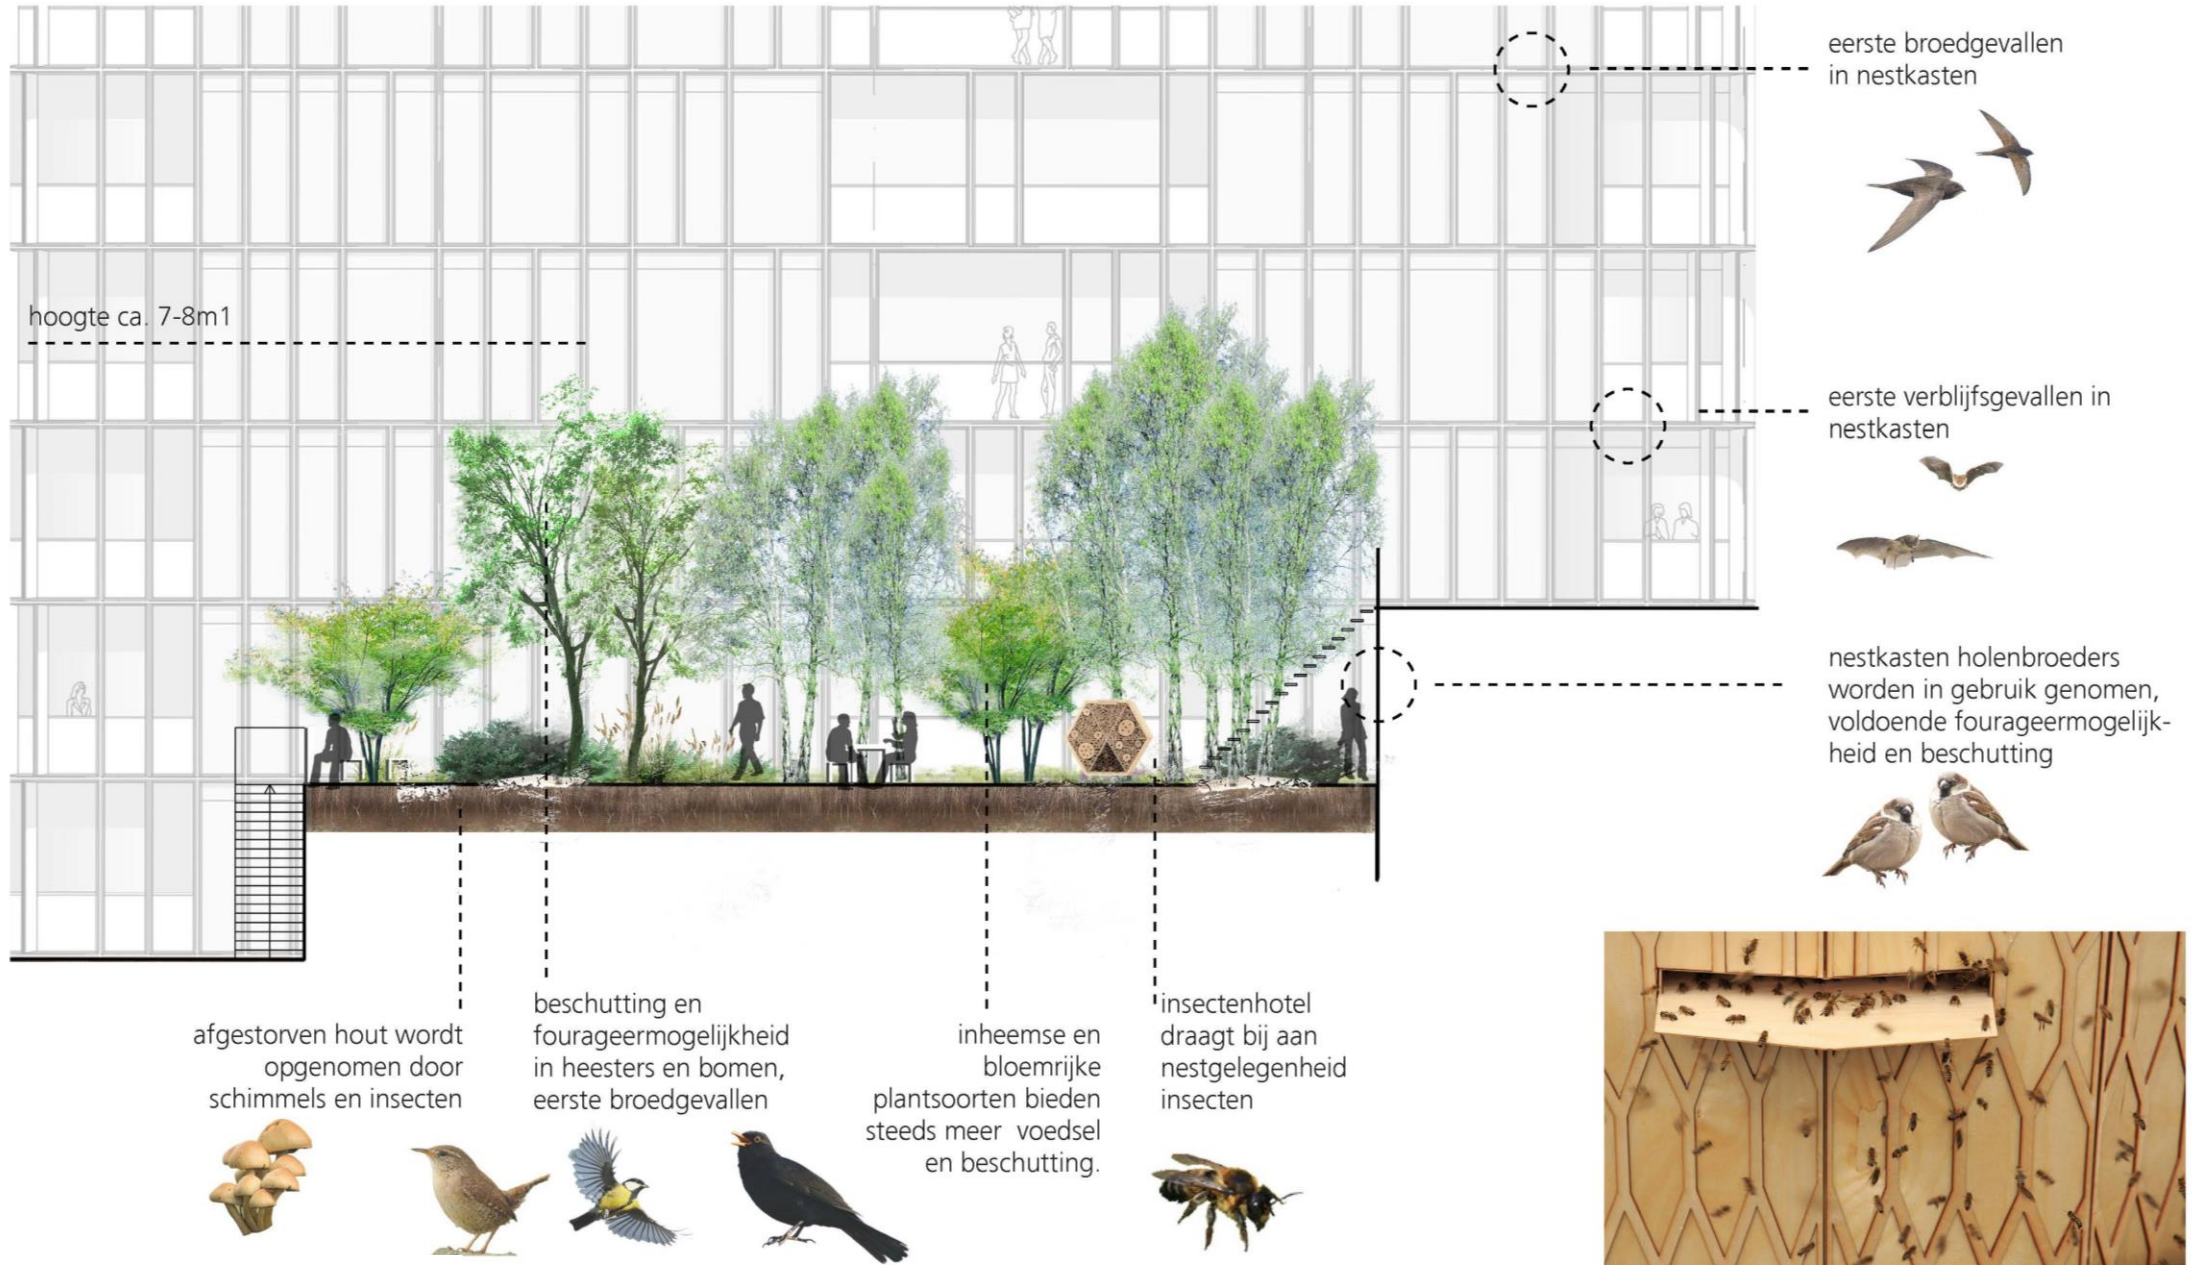 eerste broedgevallen
in nestkasten
hoogte ca. 7-8m1
eerste verblijfsgevallen in
nestkasten
nestkasten holenbroeders
worden in gebruik genomen,
voldoende fourageermogelijk-
heid en beschutting
afgestorven hout wordt
opgenomen door
schimmels en insecten
beschutting en
fourageermogelijkheid
in heesters en bomen,
eerste broedgevallen
inheemse en
bloemrijke
plantsoorten bieden
steeds meer voedsel
en beschutting.
insectenhotel
draagt bij aan
nestgelegenheid
insecten